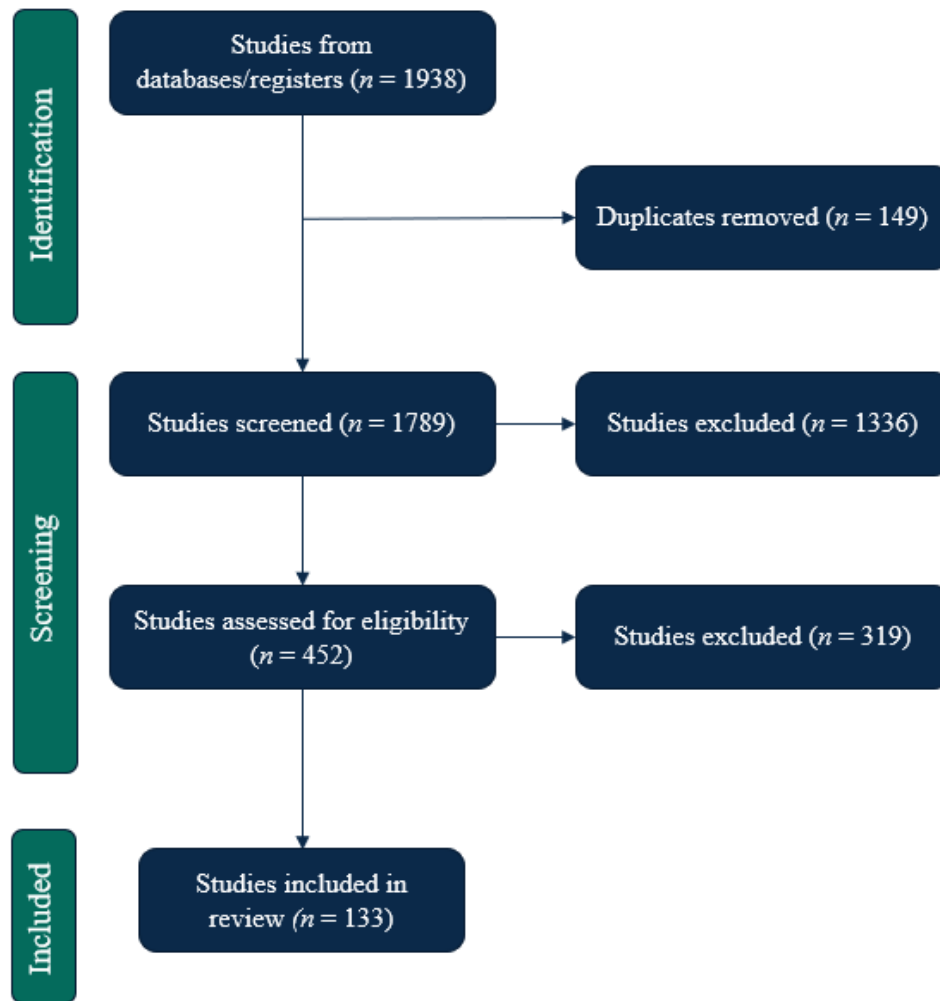 Identification
Studies from
databases/registers (n = 1938)
Duplicates removed (n = 149)
Screening
Studies screened (n = 1789)
Studies excluded (n = 1336)
Studies assessed for eligibility
(n = 452)
Studies excluded (n = 319)
Included
Studies included in
review (n = 133)